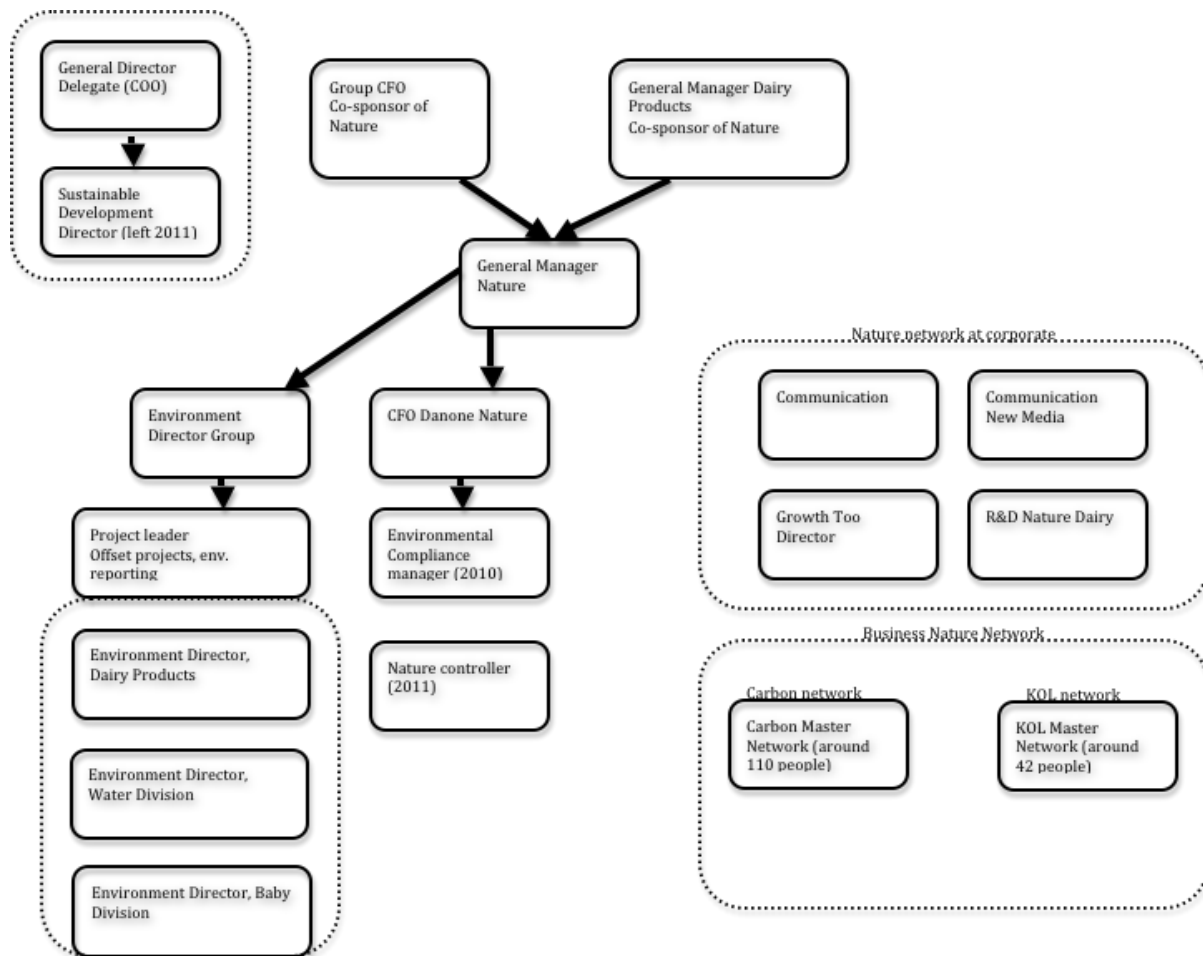 General Director
Delegate (COO)
Sustainable
Development
Director (left 2011)
Group CFO
Co-sponsor of
Nature
General Manager Dairy
Products
Co-sponsor of Nature
General Manager
Nature
Environment
Director Group
CFO Danone Nature
Project leader
Offset projects, env.
reporting
Environmental
Compliance
manager (2010)
Environment Director,
Dairy Products
Nature controller
(2011)
Environment Director,
Water Division
Environment Director, Baby
Division
Nature network at corporate
Communication
Communication
New Media
Growth Too
Director
R&D Nature Dairy
Business Nature Network
Carbon network
Carbon Master
Network (around
110 people)
KOL network
KOL Master
Network (around
42 people)